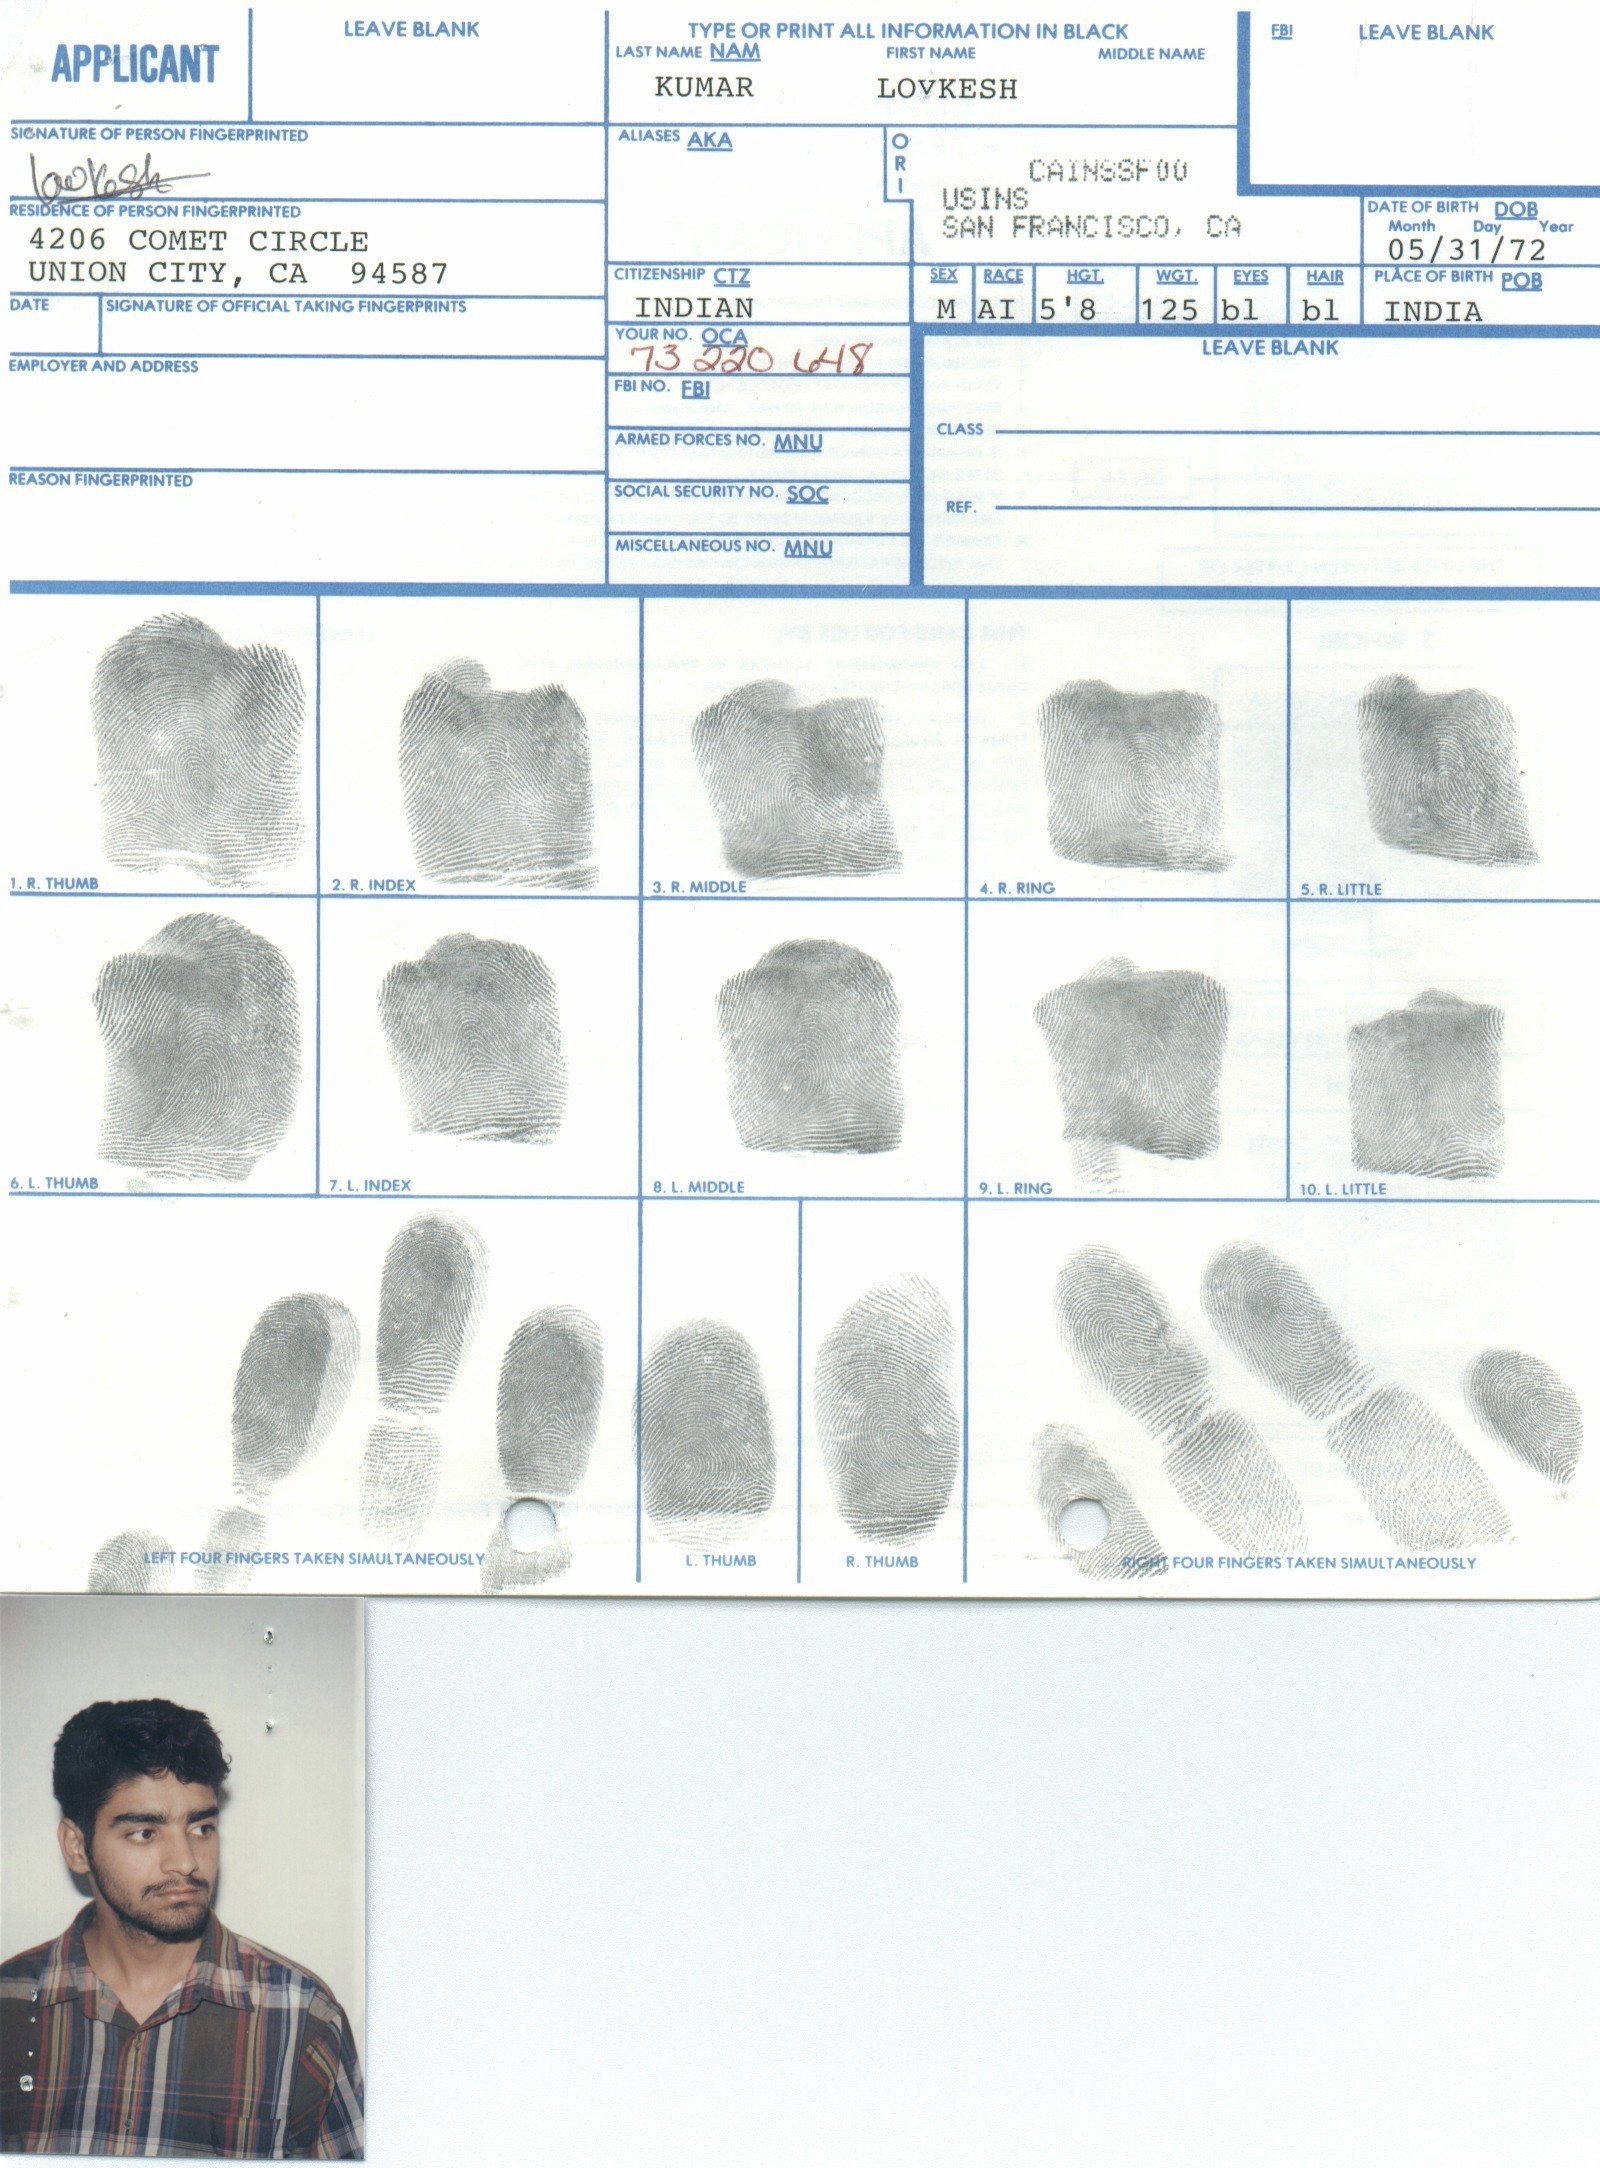 APPLICANT
LEAVE BLANK
TYPE OR PRINT ALL INFORMATION IN BLACK
FBI LEAVE BLANK
LAST NAME NAM FIRST NAME MIDDLE NAME
KUMAR LOVKESH
SIGNATURE OF PERSON FINGERPRINTED
lovkesh
ALIASES AKA
ORI
CAINSSF00
USINS
SAN FRANCISCO, CA
RESIDENCE OF PERSON FINGERPRINTED
4206 COMET CIRCLE
UNION CITY, CA 94587
DATE OF BIRTH DOB
Month Day Year
05/31/72
CITIZENSHIP CTZ
INDIAN
SEX RACE HGT. WGT. EYES HAIR PLACE OF BIRTH POB
M AI 5'8 125 bl bl INDIA
DATE SIGNATURE OF OFFICIAL TAKING FINGERPRINTS
YOUR NO. OCA
73 220 648
LEAVE BLANK
EMPLOYER AND ADDRESS
FBI NO. FBI
CLASS
ARMED FORCES NO. MNU
REASON FINGERPRINTED
SOCIAL SECURITY NO. SOC
REF.
MISCELLANEOUS NO. MNU
1. R. THUMB 2. R. INDEX 3. R. MIDDLE 4. R. RING 5. R. LITTLE
6. L. THUMB 7. L. INDEX 8. L. MIDDLE 9. L. RING 10. L. LITTLE
LEFT FOUR FINGERS TAKEN SIMULTANEOUSLY L. THUMB R. THUMB RIGHT FOUR FINGERS TAKEN SIMULTANEOUSLY